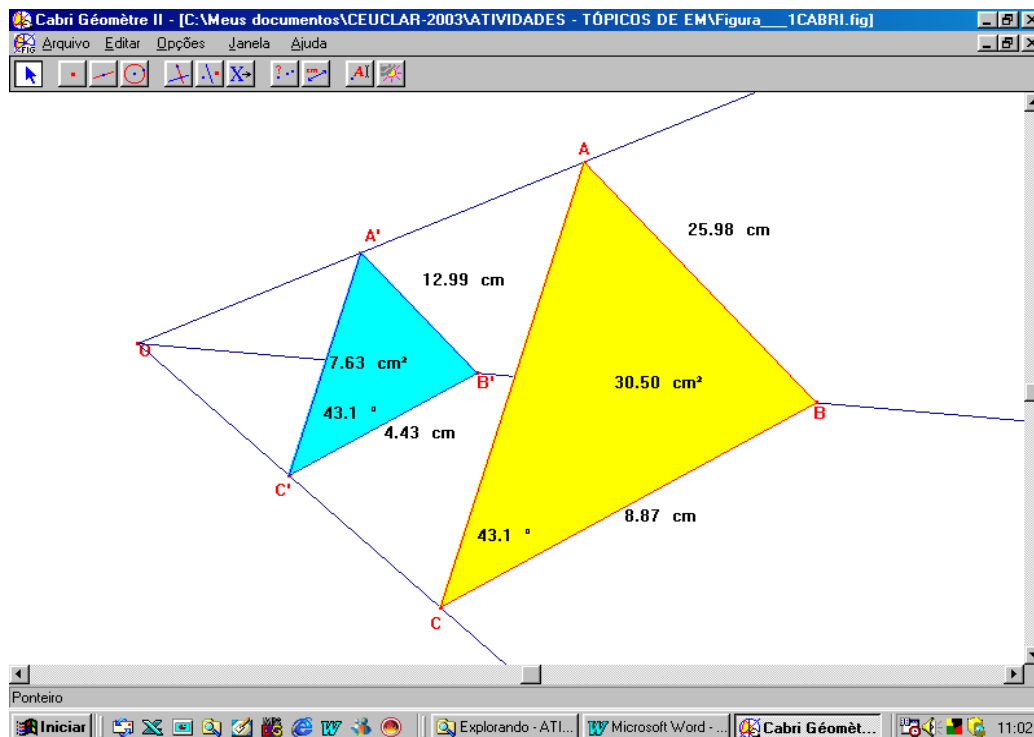 Cabri Géomètre II - [C:\Meus documentos\CEUCLAR-2003\ATIVIDADES - TÓPICOS DE EM\Figura___1CABRI.fig]
Arquivo Editar Opções Janela Ajuda
A
25.98 cm
A'
12.99 cm
O
7.63 cm²
B'
30.50 cm²
43.1 °
4.43 cm
B
C'
8.87 cm
43.1 °
C
Ponteiro
Iniciar
Explorando - ATI...
Microsoft Word - ...
Cabri Géomèt...
11:02